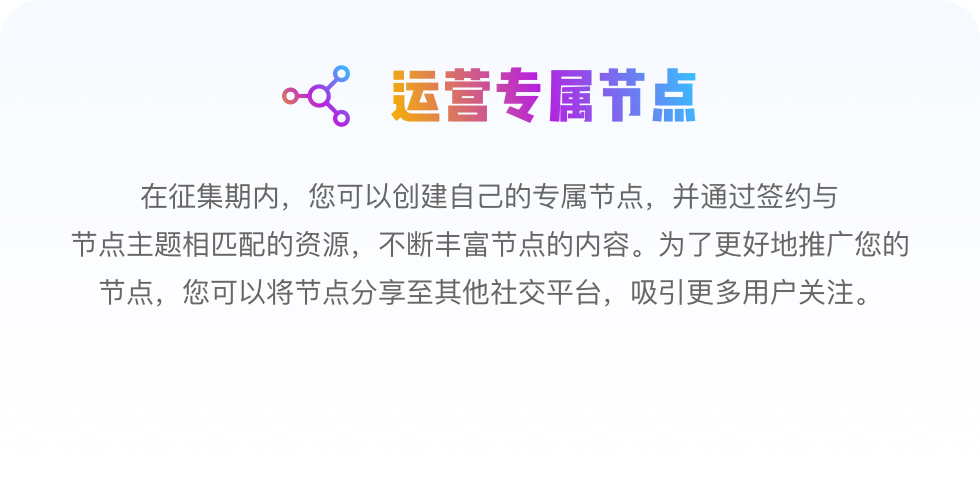 运营专属节点
在征集期内，您可以创建自己的专属节点，并通过签约与
节点主题相匹配的资源，不断丰富节点的内容。为了更好地推广您的
节点，您可以将节点分享至其他社交平台，吸引更多用户关注。